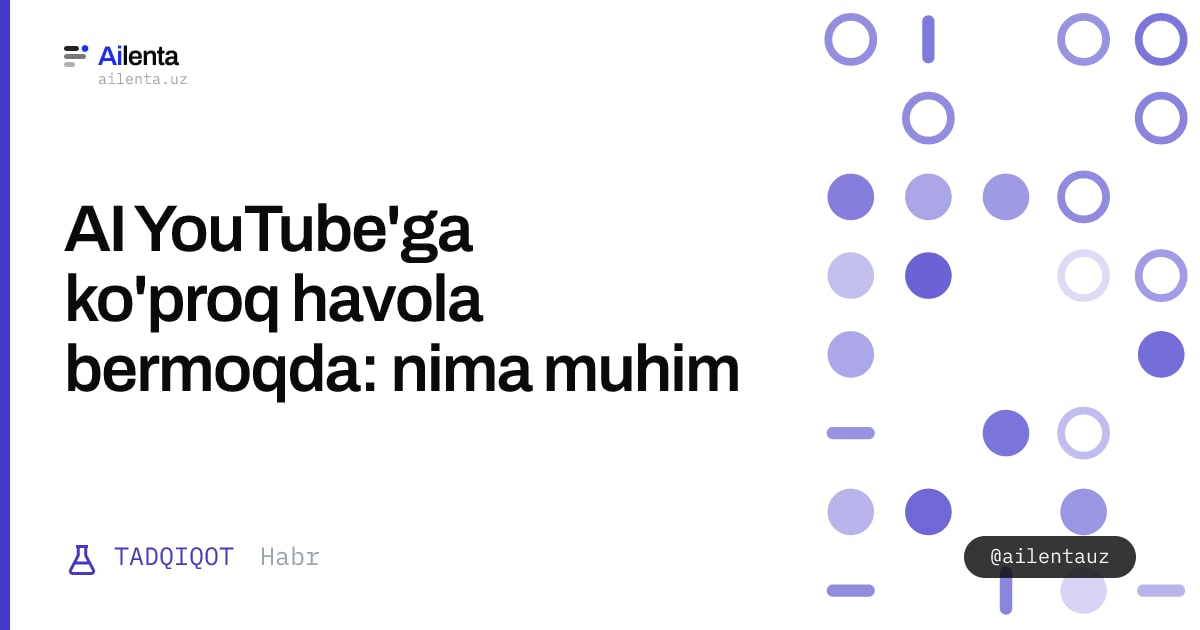 Ailenta
ailenta.uz
AI YouTube'ga
ko'proq havola
bermoqda: nima muhim
TADQIQOT Habr
@ailentauz